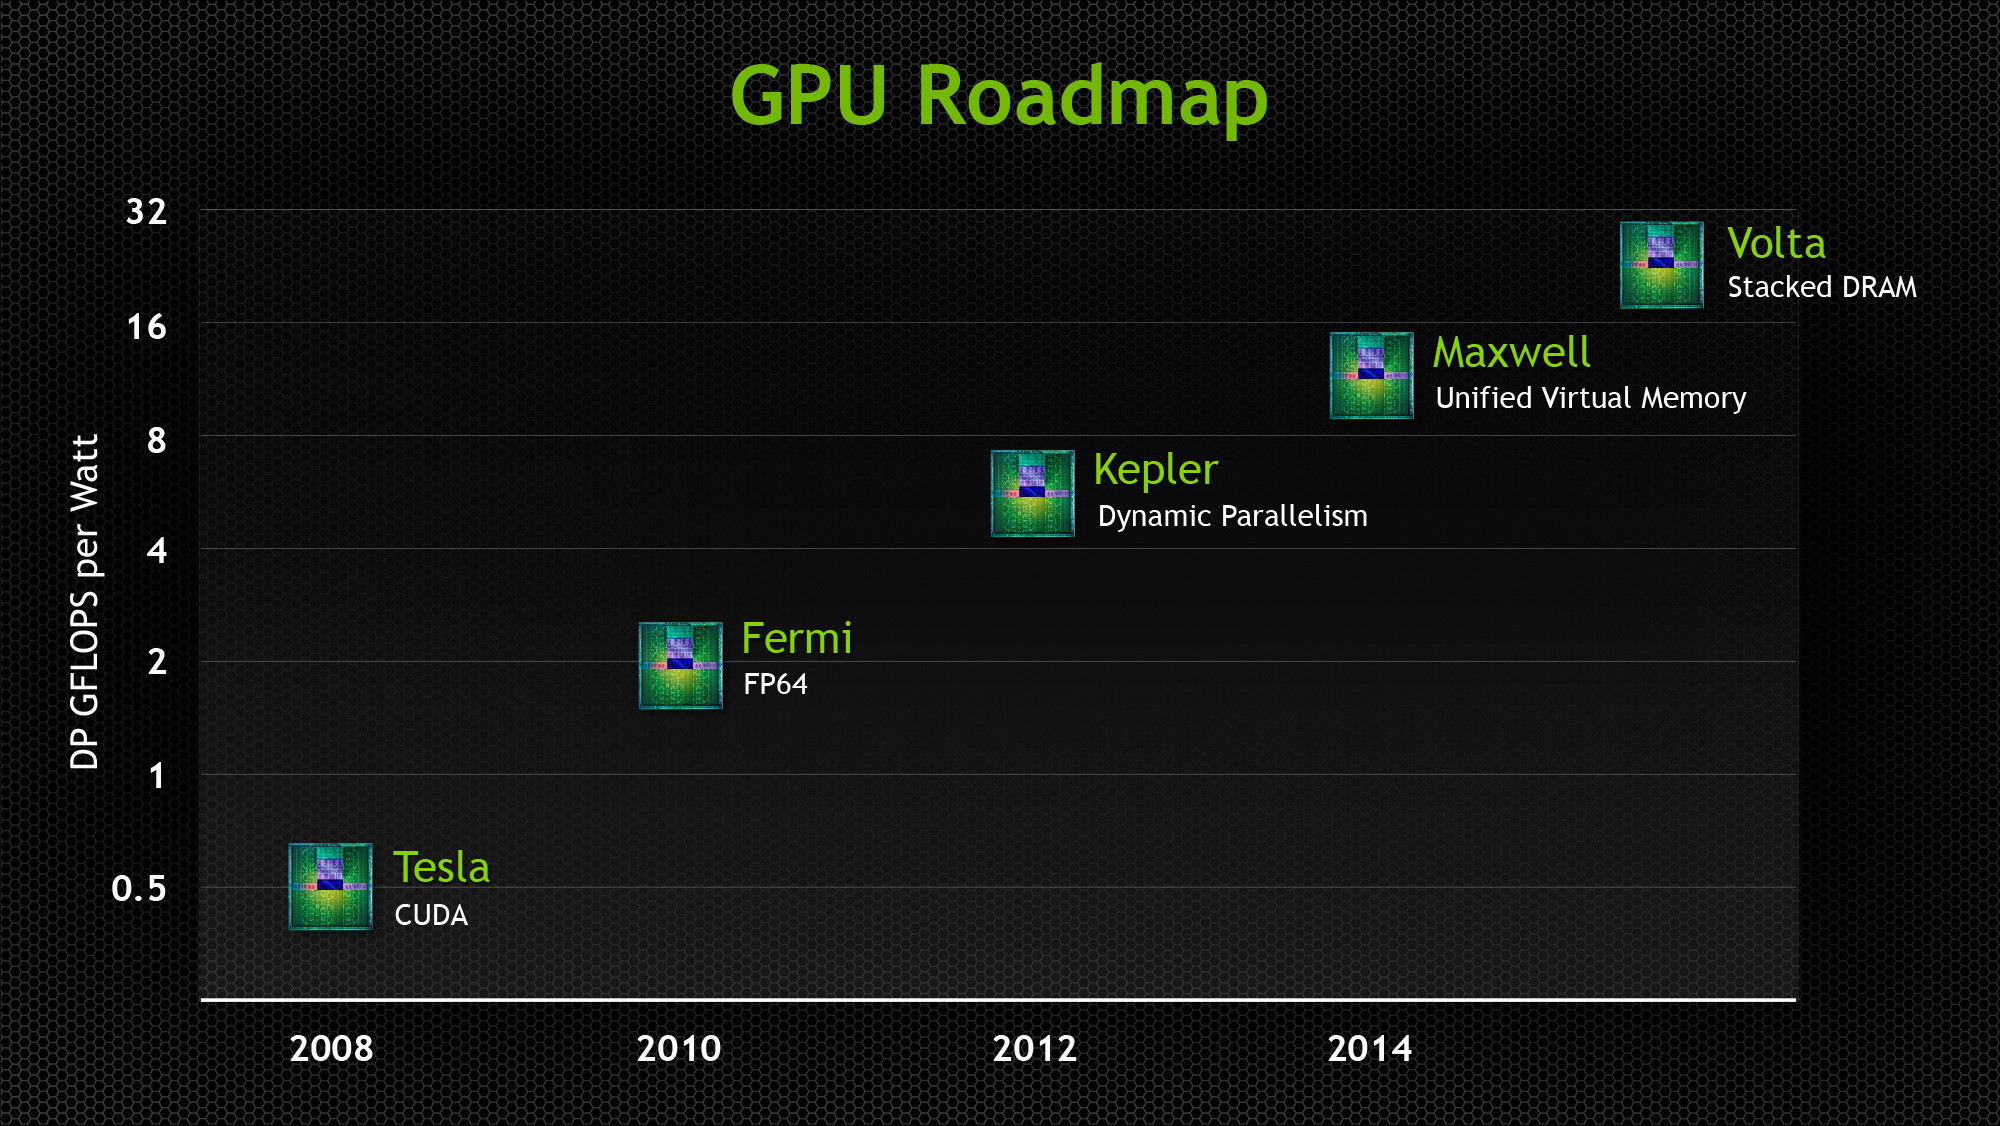 GPU Roadmap
32
16
8
4
2
1
0.5
DP GFLOPS per Watt
Volta
Stacked DRAM
Maxwell
Unified Virtual Memory
Kepler
Dynamic Parallelism
Fermi
FP64
Tesla
CUDA
2008
2010
2012
2014